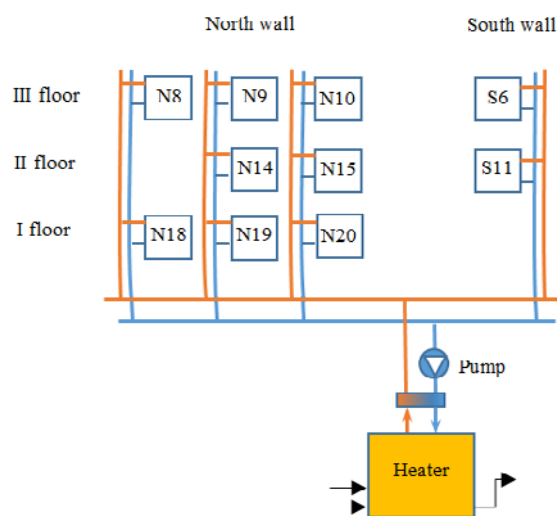 North wall
South wall
III floor
N8
N9
N10
S6
II floor
N14
N15
S11
I floor
N18
N19
N20
Pump
Heater